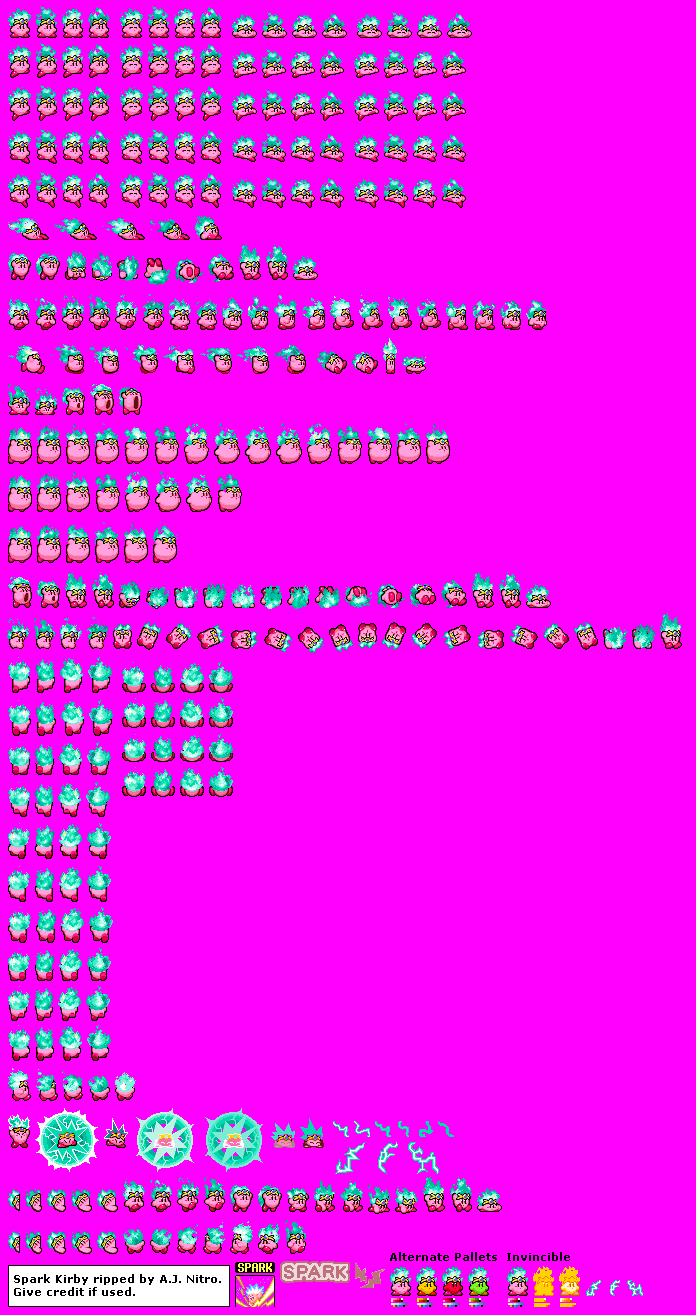 Alternate Pallets Invincible
SPARK
SPARK
Spark Kirby ripped by A.J. Nitro.
Give credit if used.